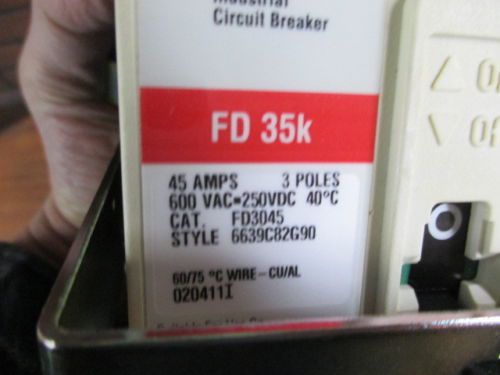 Industrial
Circuit Breaker
FD 35k
45 AMPS 3 POLES
600 VAC=250VDC 40°C
CAT. FD3045
STYLE 6639C82G90
60/75 °C WIRE-CU/AL
020411I